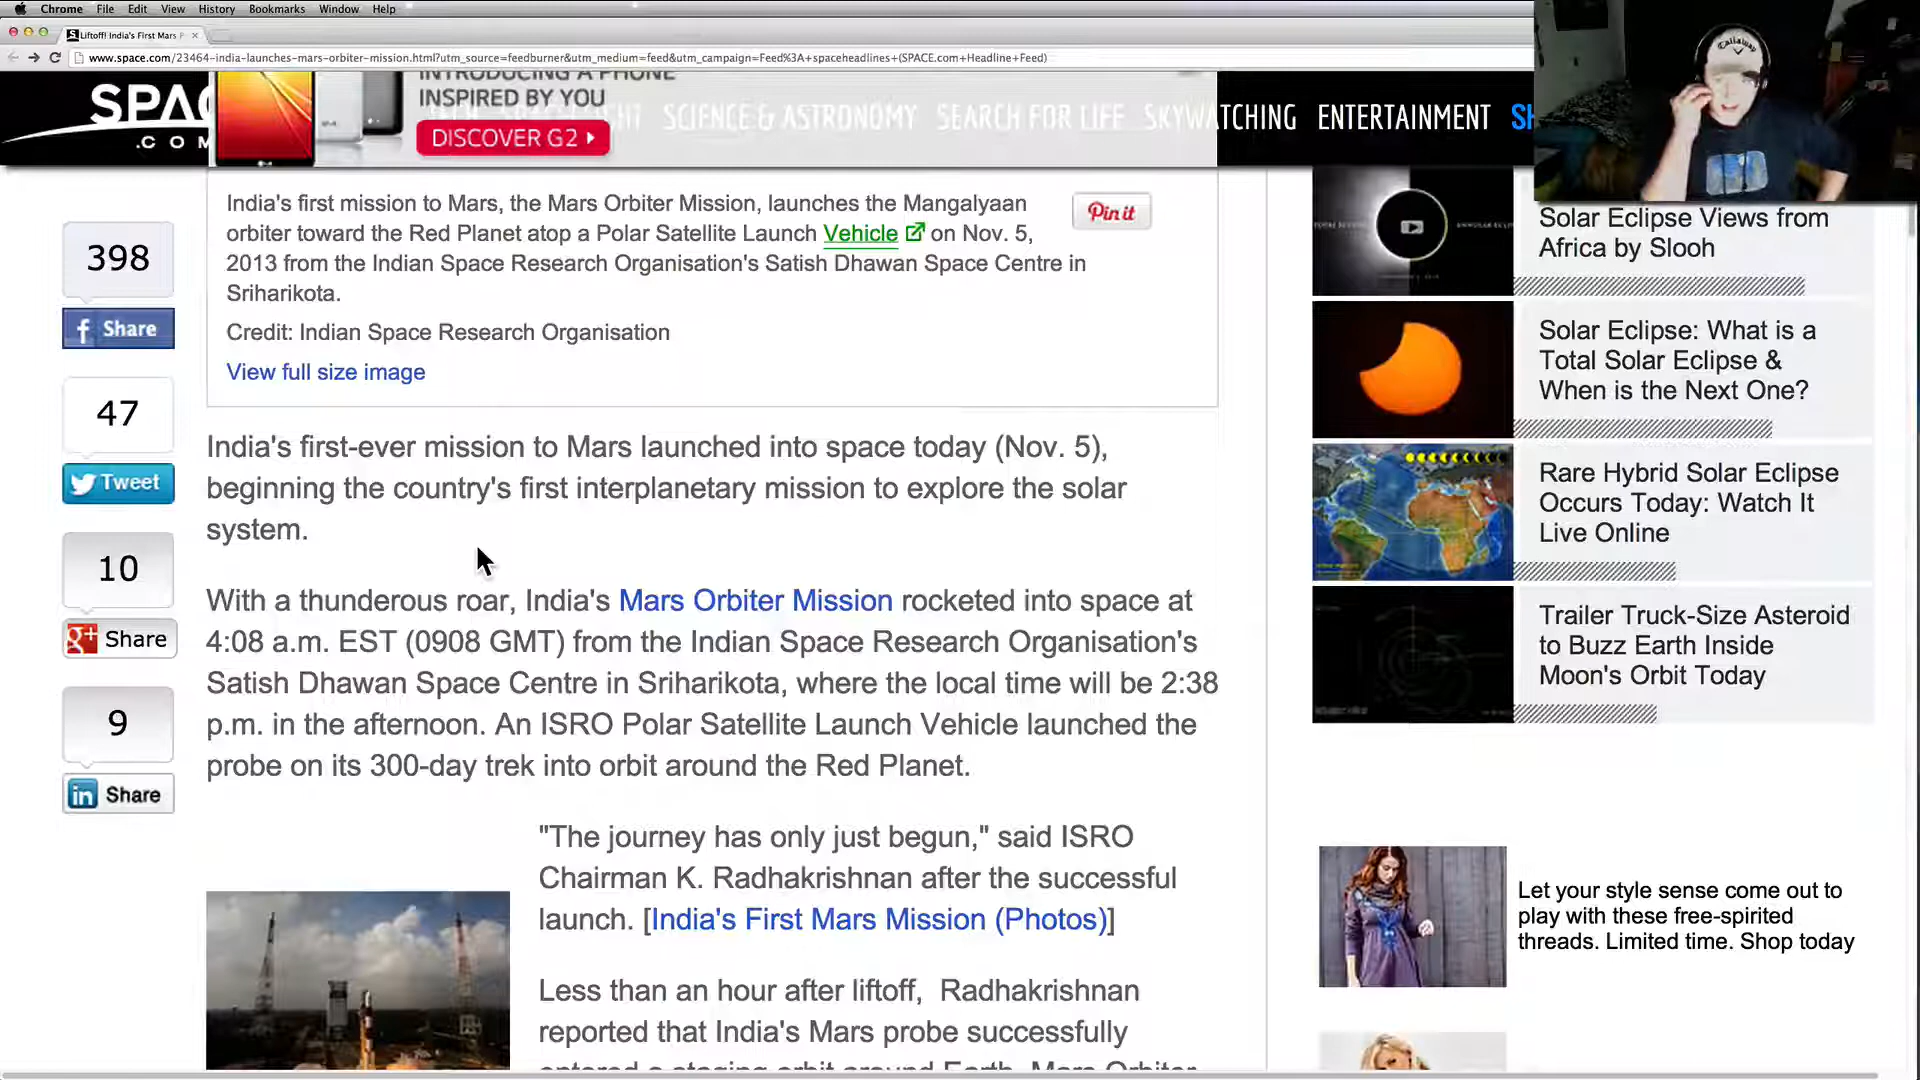 Chrome File Edit View History Bookmarks Window Help
Liftoff! India's First Mars P
www.space.com/23464-india-launches-mars-orbiter-mission.html?utm_source=feedburner&utm_medium=feed&utm_campaign=Feed%3A+spaceheadlines+(SPACE.com+Headline+Feed)
SPAC
.COM
INTRODUCING A PHONE
INSPIRED BY YOU
DISCOVER G2
SCIENCE & ASTRONOMY SEARCH FOR LIFE SKYWATCHING ENTERTAINMENT SH
Callaway
India's first mission to Mars, the Mars Orbiter Mission, launches the Mangalyaan
orbiter toward the Red Planet atop a Polar Satellite Launch Vehicle on Nov. 5,
2013 from the Indian Space Research Organisation's Satish Dhawan Space Centre in
Sriharikota.
Credit: Indian Space Research Organisation
View full size image
Pin it
398
Share
47
Tweet
10
g+ Share
9
in Share
India's first-ever mission to Mars launched into space today (Nov. 5),
beginning the country's first interplanetary mission to explore the solar
system.
With a thunderous roar, India's Mars Orbiter Mission rocketed into space at
4:08 a.m. EST (0908 GMT) from the Indian Space Research Organisation's
Satish Dhawan Space Centre in Sriharikota, where the local time will be 2:38
p.m. in the afternoon. An ISRO Polar Satellite Launch Vehicle launched the
probe on its 300-day trek into orbit around the Red Planet.
"The journey has only just begun," said ISRO
Chairman K. Radhakrishnan after the successful
launch. [India's First Mars Mission (Photos)]
Less than an hour after liftoff, Radhakrishnan
reported that India's Mars probe successfully
entered a staging orbit around Earth. Mars Orbiter
Solar Eclipse Views from
Africa by Slooh
Solar Eclipse: What is a
Total Solar Eclipse &
When is the Next One?
Rare Hybrid Solar Eclipse
Occurs Today: Watch It
Live Online
Trailer Truck-Size Asteroid
to Buzz Earth Inside
Moon's Orbit Today
Let your style sense come out to
play with these free-spirited
threads. Limited time. Shop today